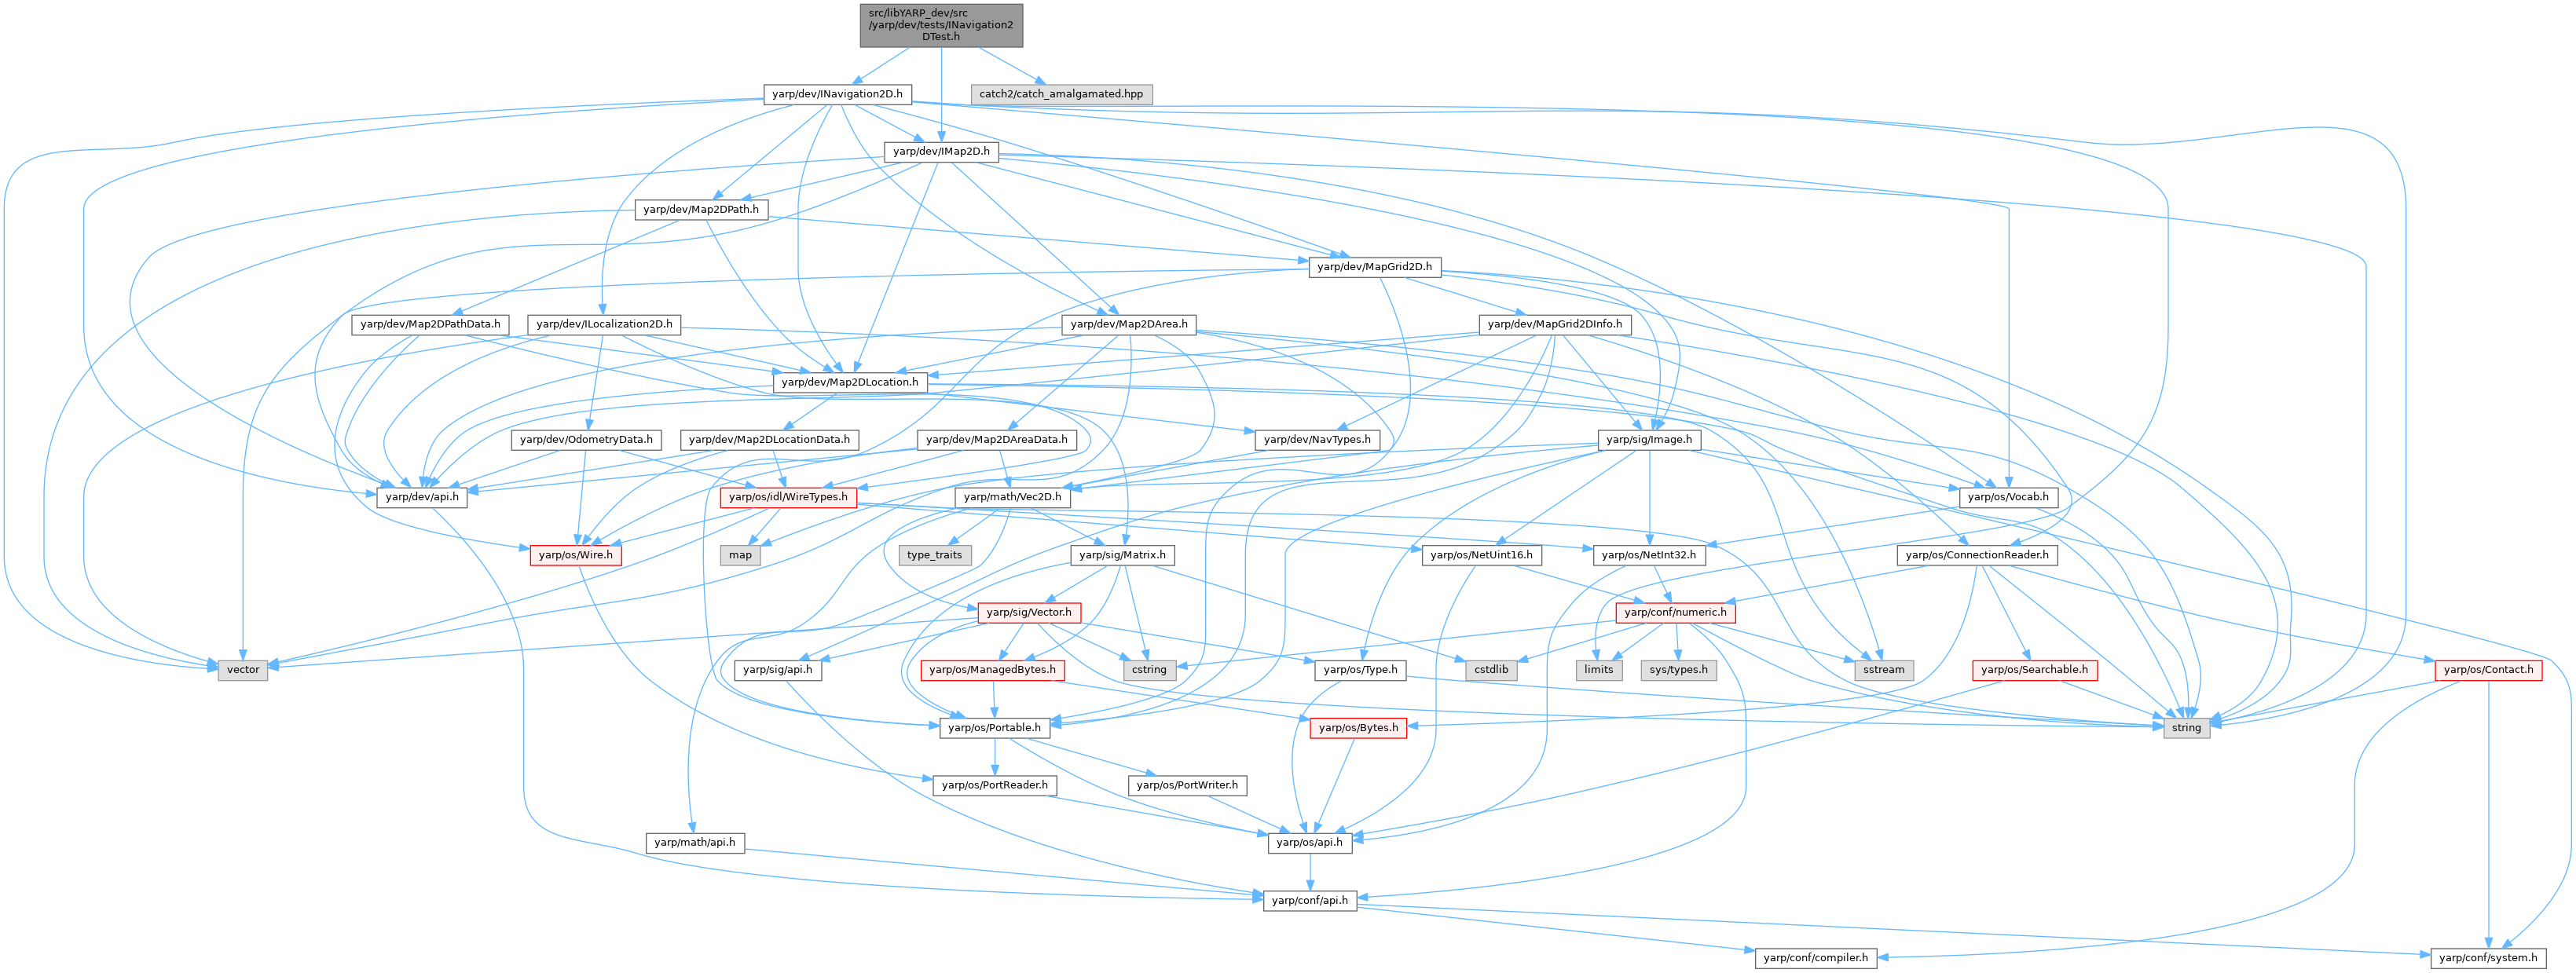 src/libYARP_dev/src
/yarp/dev/tests/INavigation2
DTest.h
yarp/dev/INavigation2D.h
catch2/catch_amalgamated.hpp
yarp/dev/IMap2D.h
yarp/dev/Map2DPath.h
yarp/dev/MapGrid2D.h
yarp/dev/Map2DPathData.h
yarp/dev/ILocalization2D.h
yarp/dev/Map2DArea.h
yarp/dev/MapGrid2DInfo.h
yarp/dev/Map2DLocation.h
yarp/dev/OdometryData.h
yarp/dev/Map2DLocationData.h
yarp/dev/Map2DAreaData.h
yarp/dev/NavTypes.h
yarp/sig/Image.h
yarp/dev/api.h
yarp/os/idl/WireTypes.h
yarp/math/Vec2D.h
yarp/os/Vocab.h
yarp/os/Wire.h
map
type_traits
yarp/sig/Matrix.h
yarp/os/NetUint16.h
yarp/os/NetInt32.h
yarp/os/ConnectionReader.h
yarp/sig/Vector.h
yarp/conf/numeric.h
vector
yarp/sig/api.h
yarp/os/ManagedBytes.h
cstring
yarp/os/Type.h
cstdlib
limits
sys/types.h
sstream
yarp/os/Searchable.h
yarp/os/Contact.h
yarp/os/Portable.h
yarp/os/Bytes.h
string
yarp/os/PortReader.h
yarp/os/PortWriter.h
yarp/math/api.h
yarp/os/api.h
yarp/conf/api.h
yarp/conf/compiler.h
yarp/conf/system.h